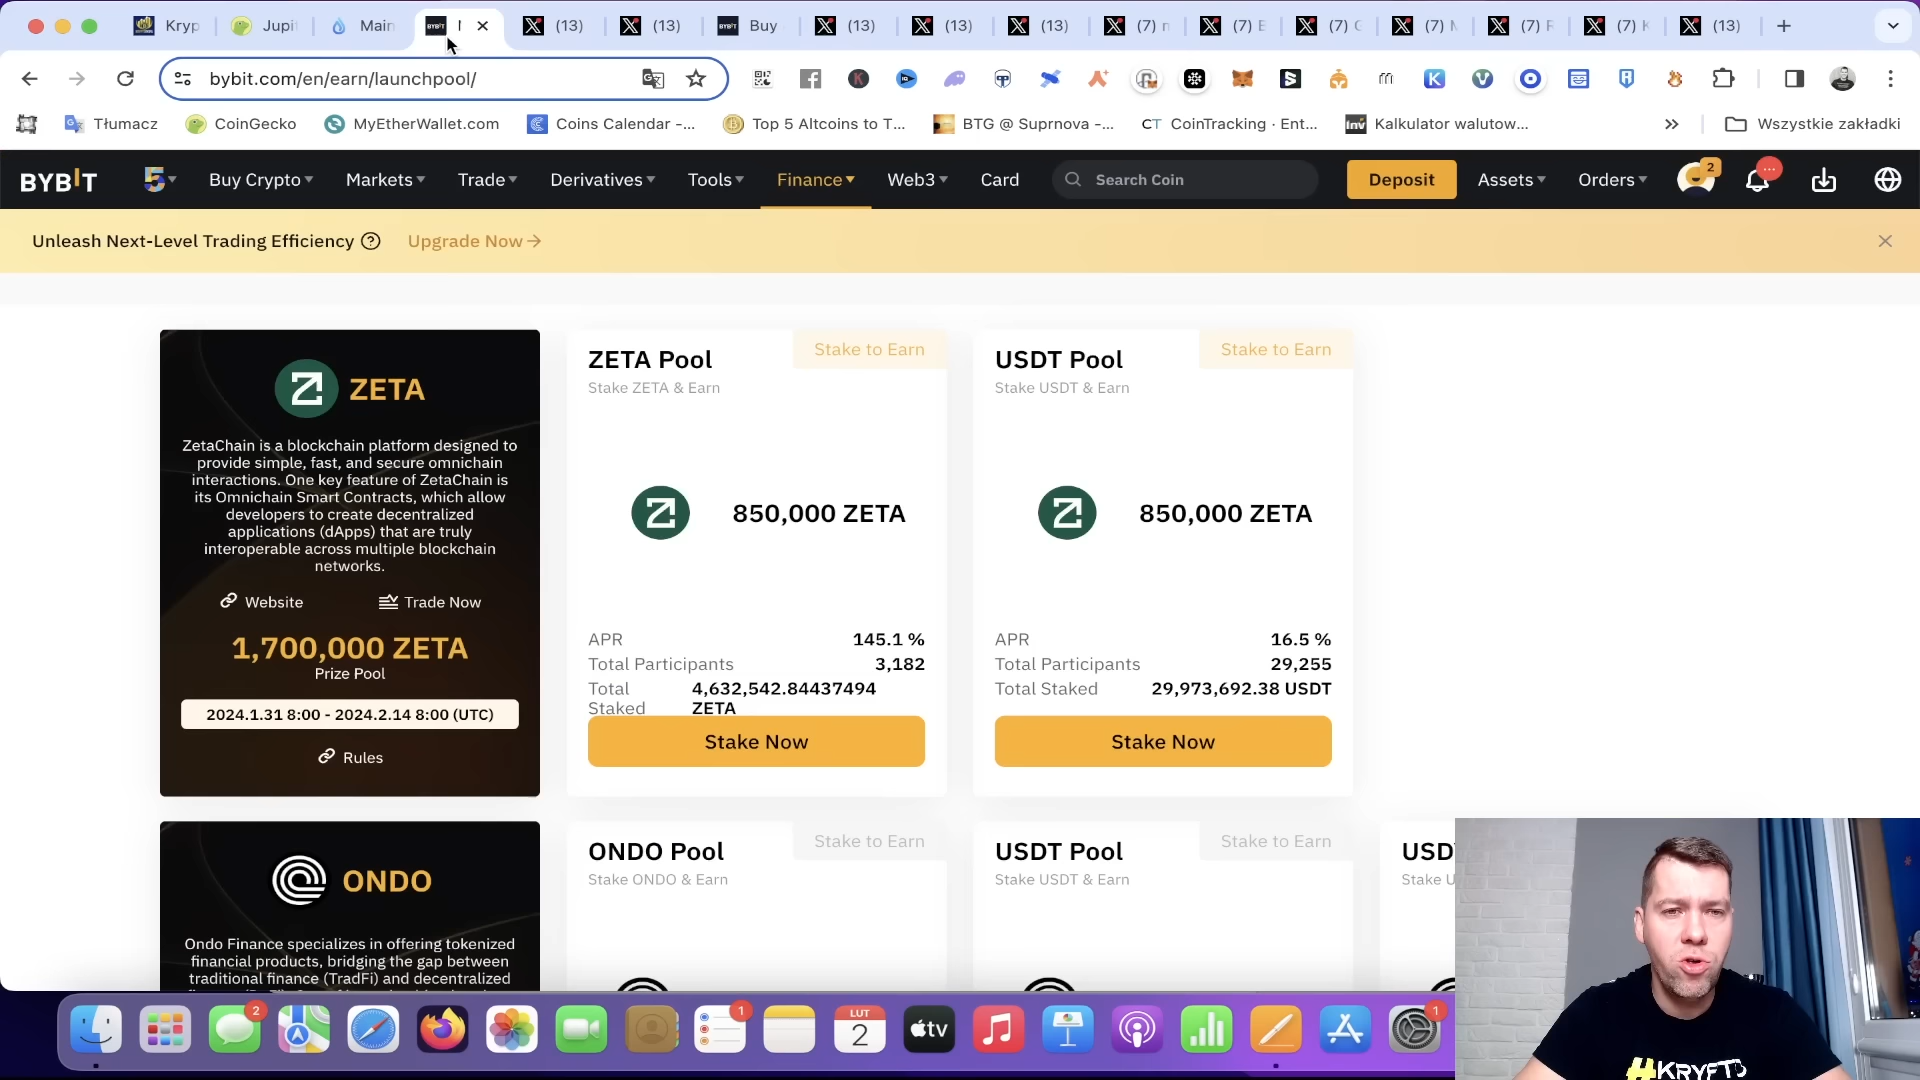 Kryp
Jupit
Main
(13)
(13)
Buy
(13)
(13)
(13)
(7)
(7)
(7)
(7)
(7)
(7)
(13)
bybit.com/en/earn/launchpool/
Tłumacz
CoinGecko
MyEtherWallet.com
Coins Calendar -...
Top 5 Altcoins to T...
BTG @ Suprnova -...
CT CoinTracking · Ent...
Inv Kalkulator walutow...
Wszystkie zakładki
BYBIT
5
Buy Crypto
Markets
Trade
Derivatives
Tools
Finance
Web3
Card
Search Coin
Deposit
Assets
Orders
2
Unleash Next-Level Trading Efficiency
Upgrade Now
ZETA
ZetaChain is a blockchain platform designed to
provide simple, fast, and secure omnichain
interactions. One key feature of ZetaChain is
its Omnichain Smart Contracts, which allow
developers to create decentralized
applications (dApps) that are truly
interoperable across multiple blockchain
networks.
Website
Trade Now
1,700,000 ZETA
Prize Pool
2024.1.31 8:00 - 2024.2.14 8:00 (UTC)
Rules
ZETA Pool
Stake to Earn
Stake ZETA & Earn
850,000 ZETA
APR 145.1 %
Total Participants 3,182
Total Staked 4,632,542.84437494 ZETA
Stake Now
USDT Pool
Stake to Earn
Stake USDT & Earn
850,000 ZETA
APR 16.5 %
Total Participants 29,255
Total Staked 29,973,692.38 USDT
Stake Now
ONDO
Ondo Finance specializes in offering tokenized
financial products, bridging the gap between
traditional finance (TradFi) and decentralized
ONDO Pool
Stake to Earn
Stake ONDO & Earn
USDT Pool
Stake to Earn
Stake USDT & Earn
USD
Stake U
2
1
LUT
2
tv
1
#KRYPTO